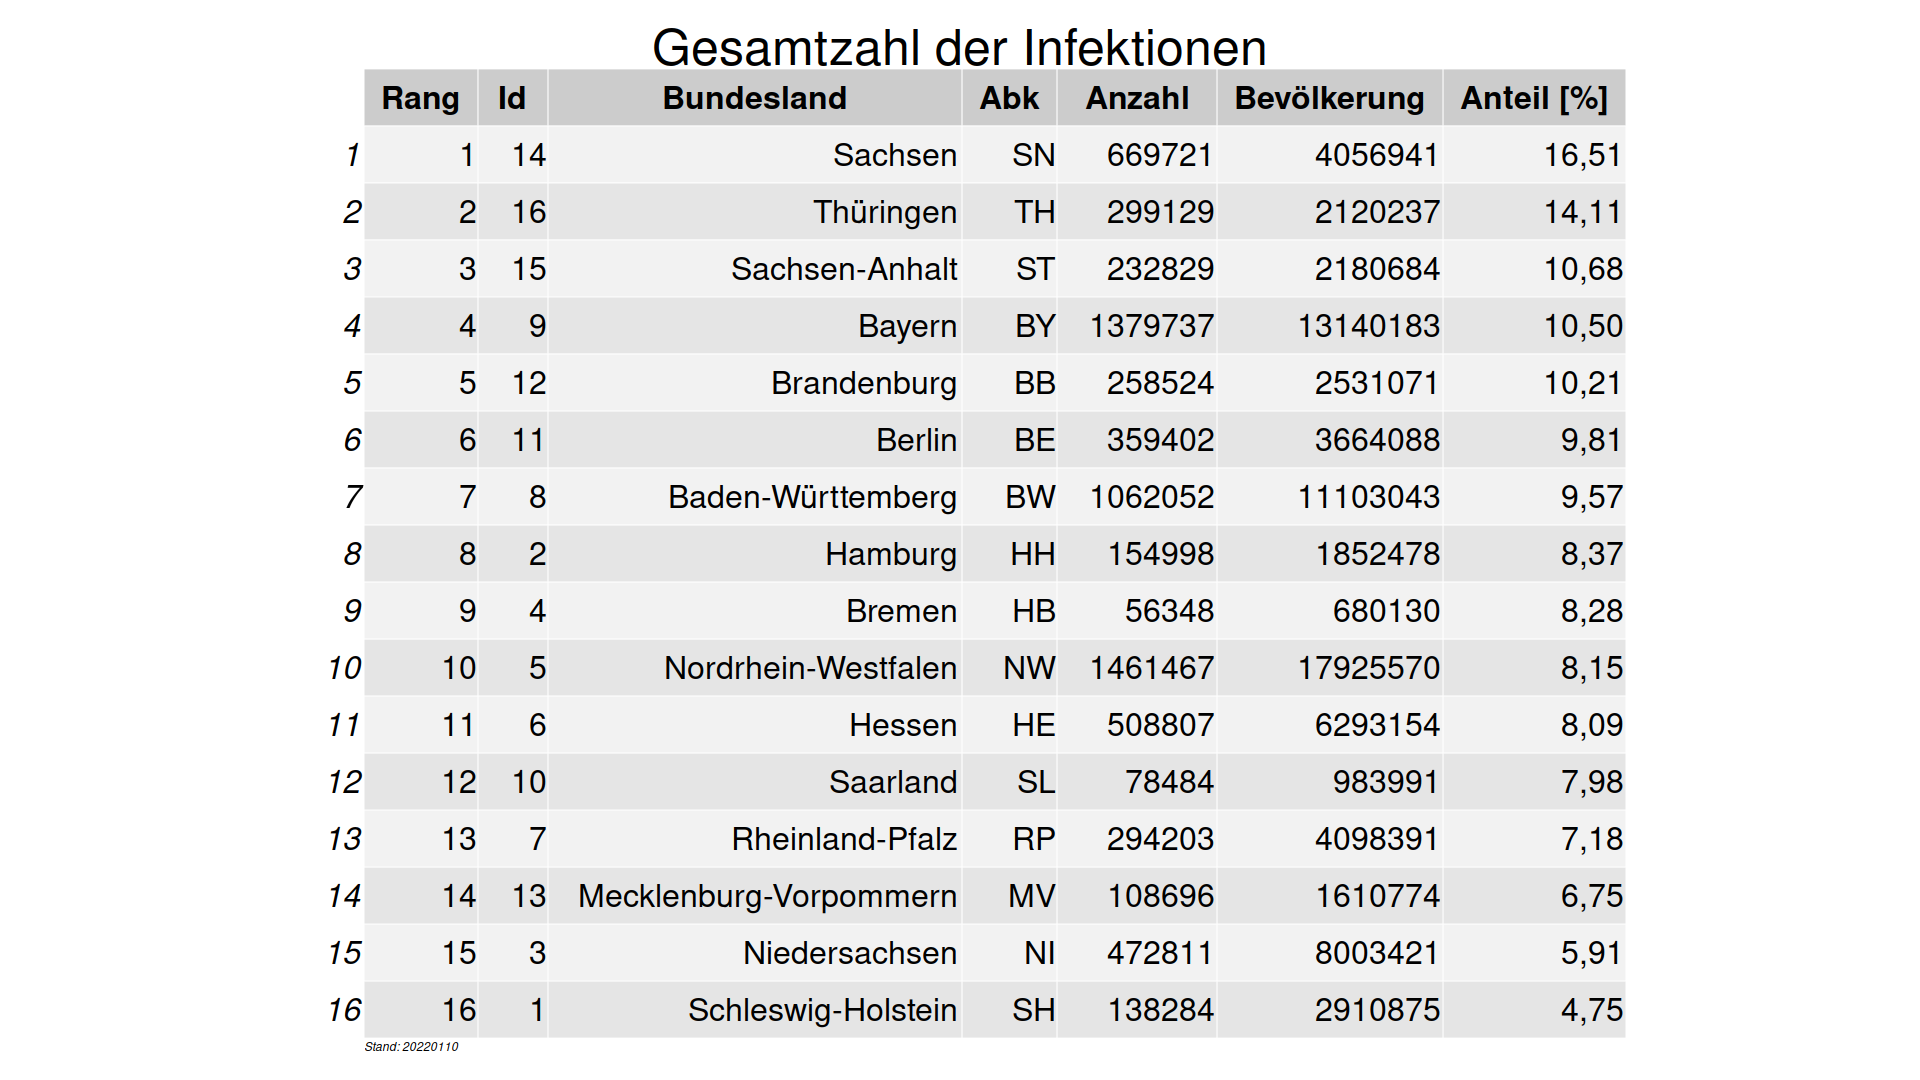 Gesamtzahl der Infektionen
Rang Id Bundesland Abk Anzahl Bevölkerung Anteil [%]
1 1 14 Sachsen SN 669721 4056941 16,51
2 2 16 Thüringen TH 299129 2120237 14,11
3 3 15 Sachsen-Anhalt ST 232829 2180684 10,68
4 4 9 Bayern BY 1379737 13140183 10,50
5 5 12 Brandenburg BB 258524 2531071 10,21
6 6 11 Berlin BE 359402 3664088 9,81
7 7 8 Baden-Württemberg BW 1062052 11103043 9,57
8 8 2 Hamburg HH 154998 1852478 8,37
9 9 4 Bremen HB 56348 680130 8,28
10 10 5 Nordrhein-Westfalen NW 1461467 17925570 8,15
11 11 6 Hessen HE 508807 6293154 8,09
12 12 10 Saarland SL 78484 983991 7,98
13 13 7 Rheinland-Pfalz RP 294203 4098391 7,18
14 14 13 Mecklenburg-Vorpommern MV 108696 1610774 6,75
15 15 3 Niedersachsen NI 472811 8003421 5,91
16 16 1 Schleswig-Holstein SH 138284 2910875 4,75
Stand: 20220110